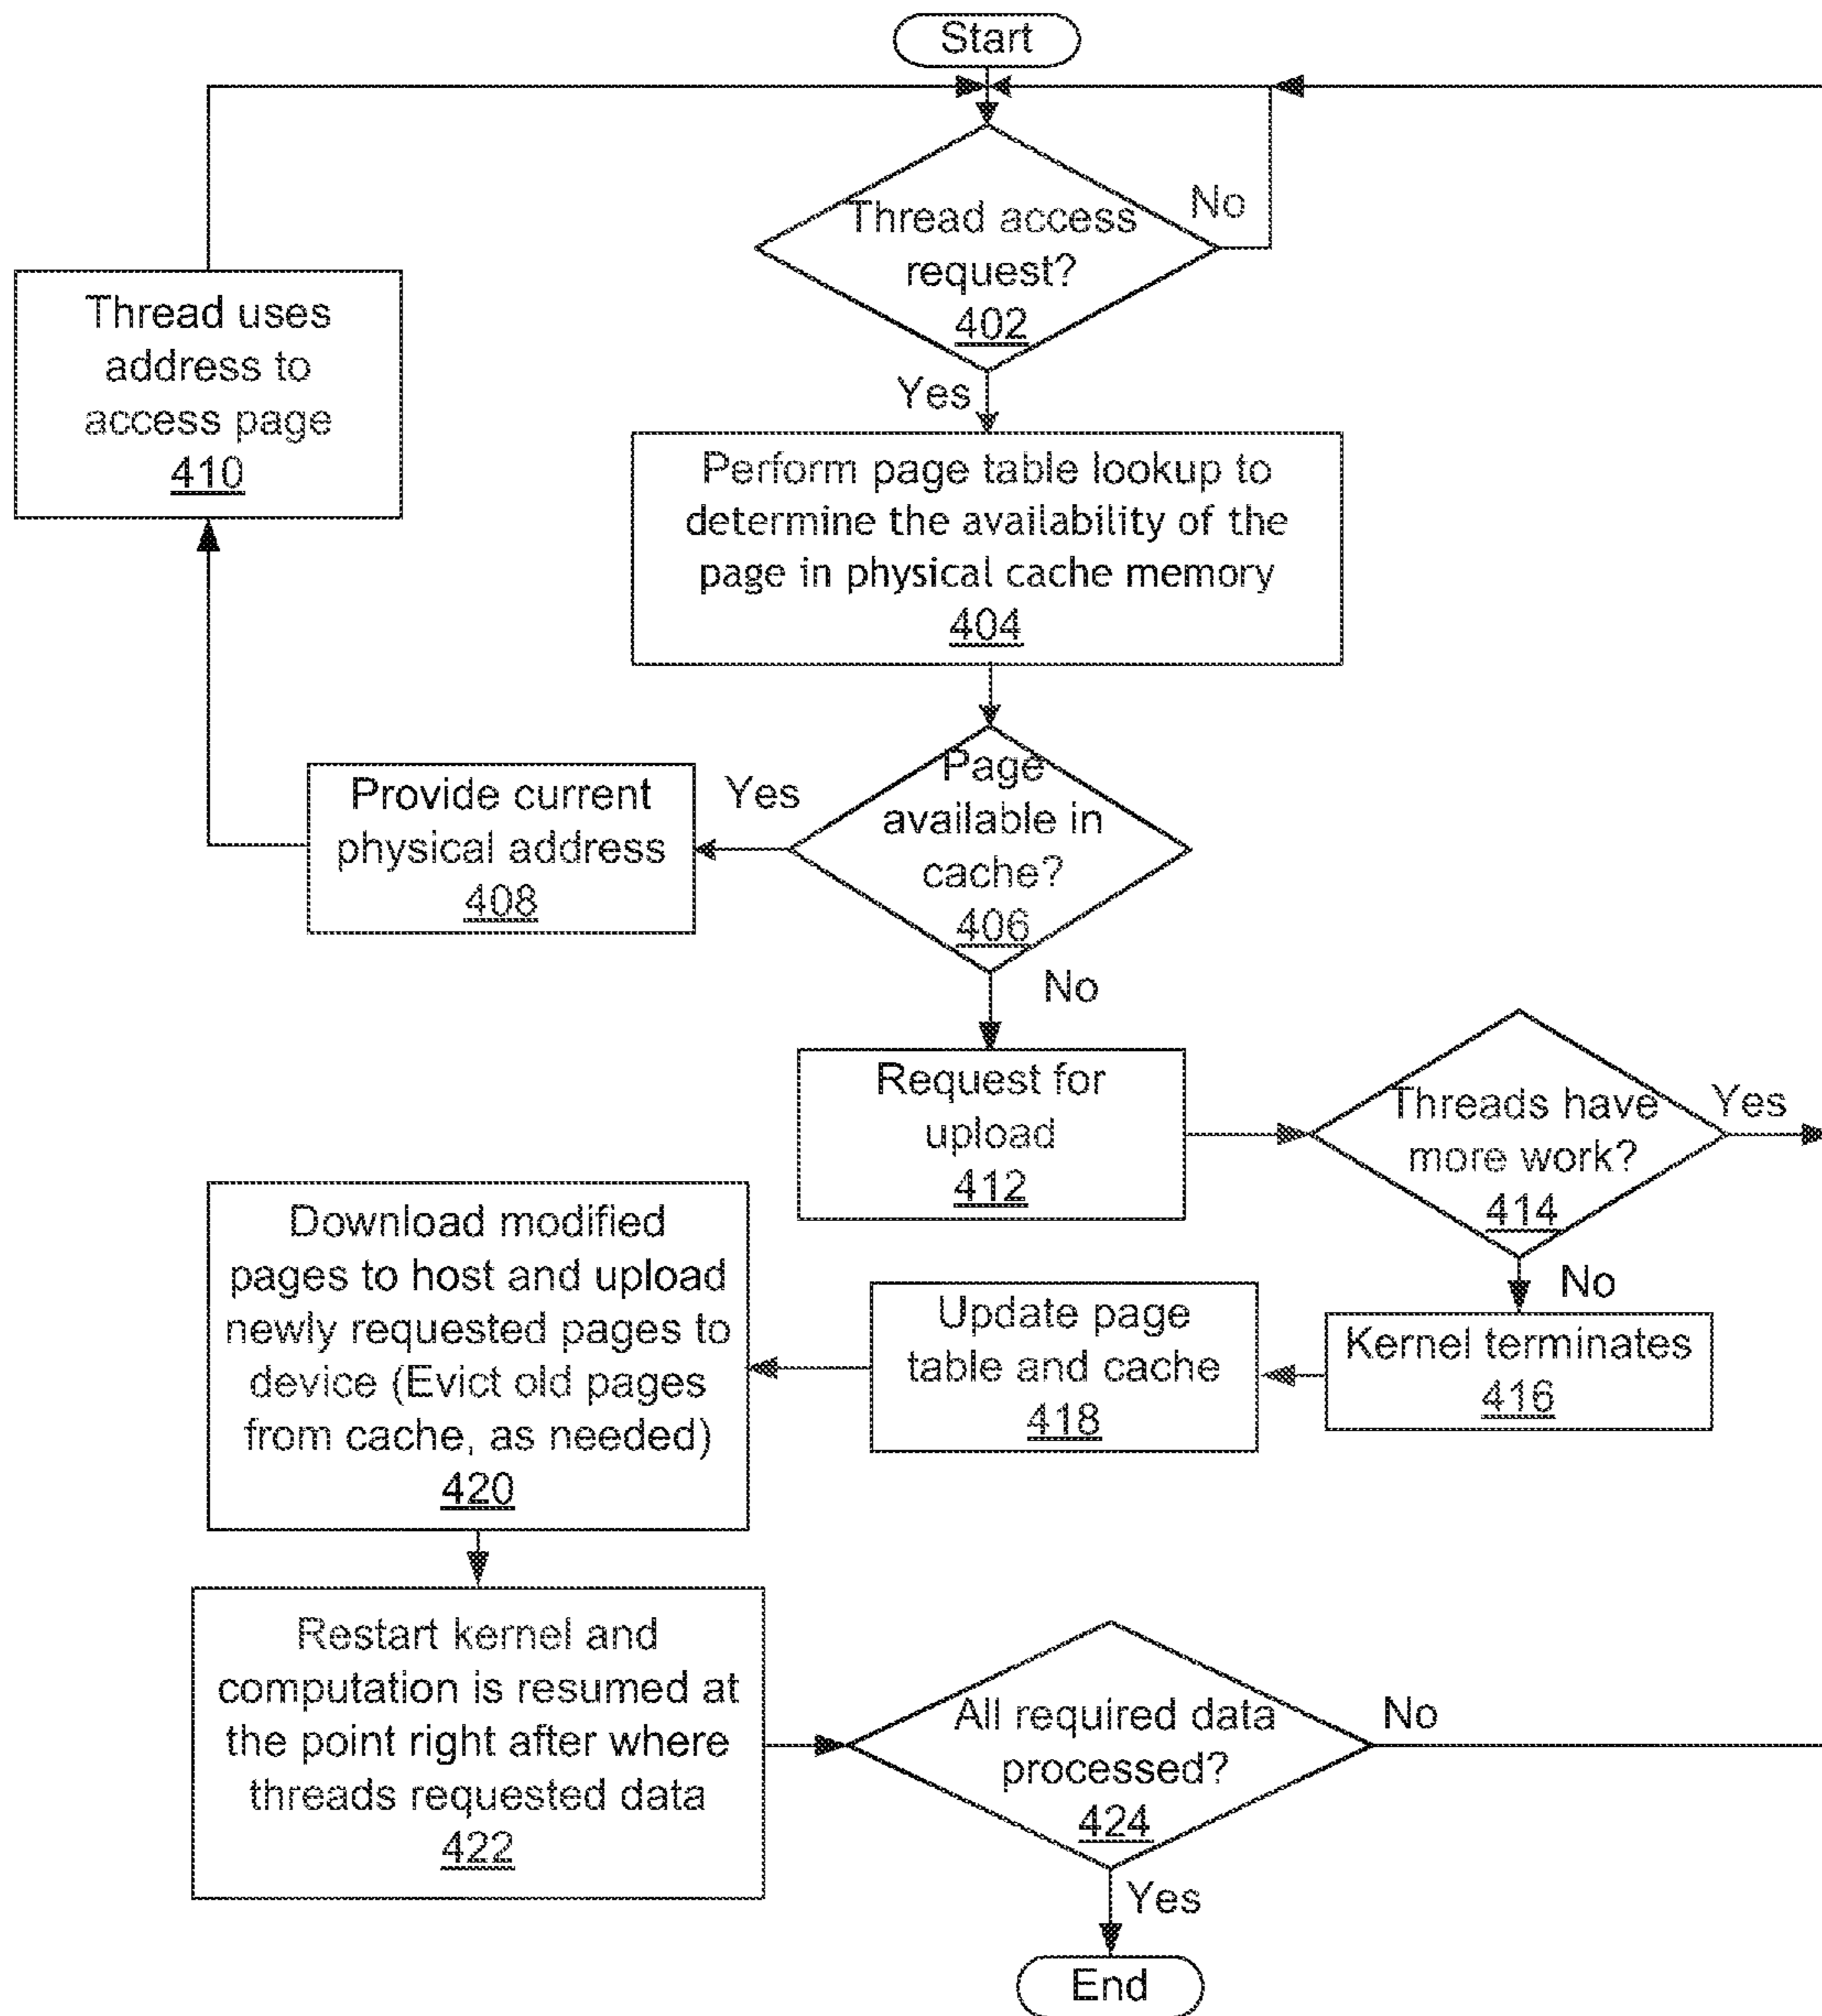 Start
Thread access
request?
402
No
Yes
Thread uses
address to
access page
410
Perform page table lookup to
determine the availability of the
page in physical cache memory
404
Page
available in
cache?
406
Yes
No
Provide current
physical address
408
Request for
upload
412
Threads have
more work?
414
Yes
No
Kernel terminates
416
Update page
table and cache
418
Download modified
pages to host and upload
newly requested pages to
device (Evict old pages
from cache, as needed)
420
Restart kernel and
computation is resumed at
the point right after where
threads requested data
422
All required data
processed?
424
No
Yes
End